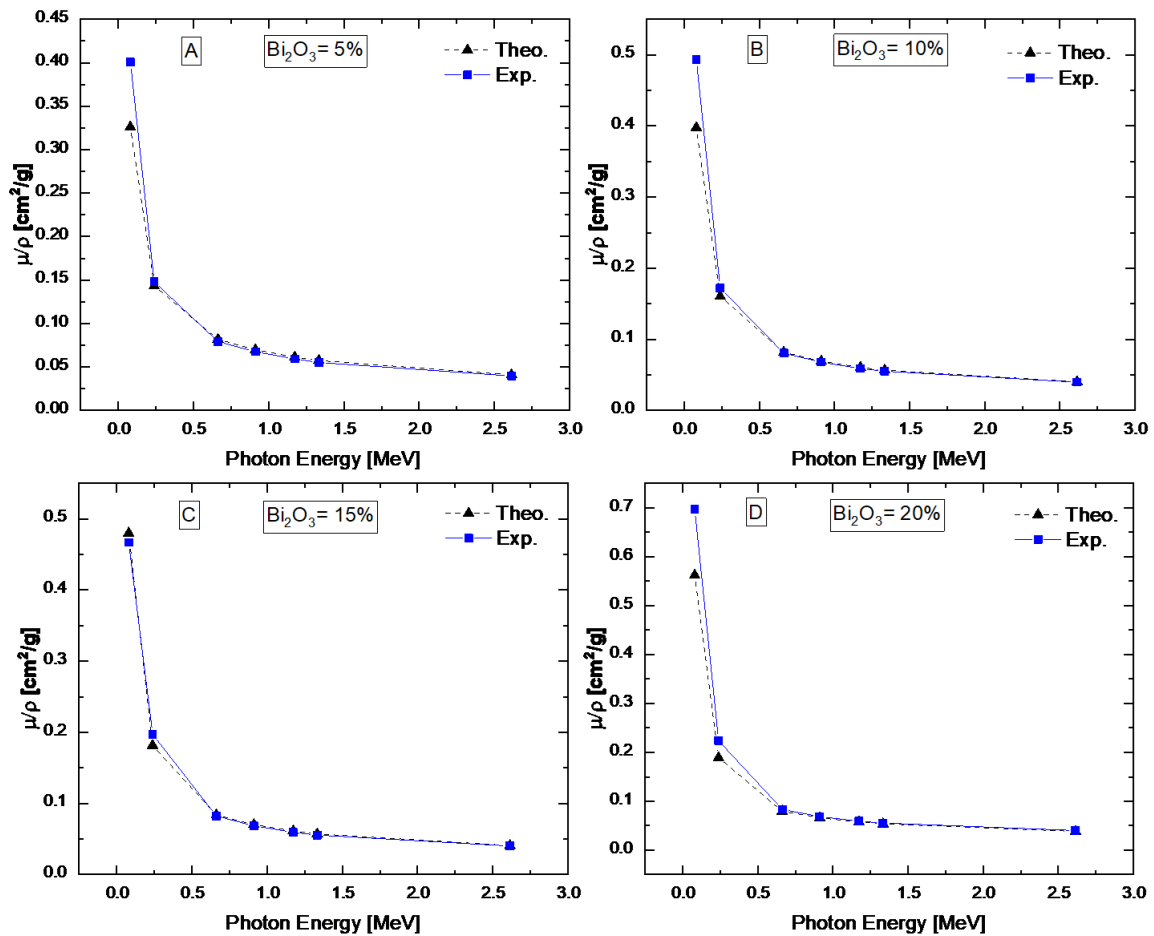 A
Bi₂O₃= 5%
Theo.
Exp.
0.45
0.40
0.35
0.30
0.25
0.20
0.15
0.10
0.05
0.00
μ/ρ [cm²/g]
0.0 0.5 1.0 1.5 2.0 2.5 3.0
Photon Energy [MeV]
B
Bi₂O₃= 10%
Theo.
Exp.
0.5
0.4
0.3
0.2
0.1
0.0
μ/ρ [cm²/g]
0.0 0.5 1.0 1.5 2.0 2.5 3.0
Photon Energy [MeV]
C
Bi₂O₃= 15%
Theo.
Exp.
0.5
0.4
0.3
0.2
0.1
0.0
μ/ρ [cm²/g]
0.0 0.5 1.0 1.5 2.0 2.5 3.0
Photon Energy [MeV]
D
Bi₂O₃= 20%
Theo.
Exp.
0.7
0.6
0.5
0.4
0.3
0.2
0.1
0.0
μ/ρ [cm²/g]
0.0 0.5 1.0 1.5 2.0 2.5 3.0
Photon Energy [MeV]